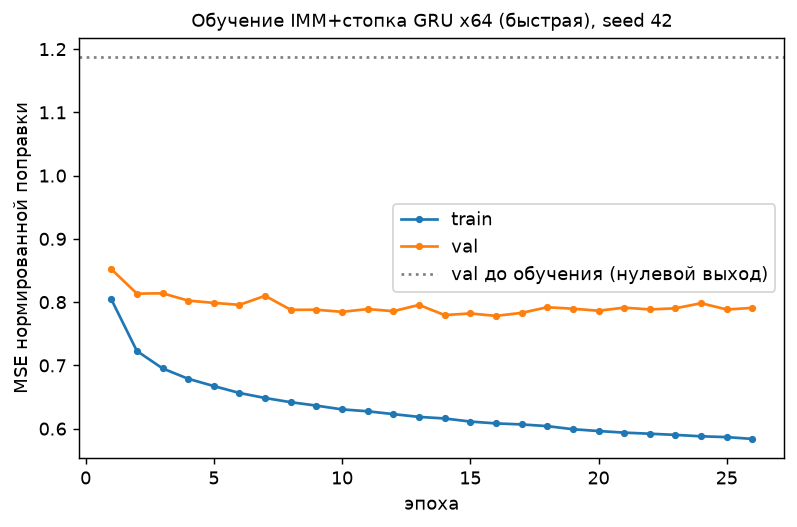 Обучение IMM+стопка GRU x64 (быстрая), seed 42
MSE нормированной поправки
1.2
1.1
1.0
0.9
0.8
0.7
0.6
train
val
val до обучения (нулевой выход)
0
5
10
15
20
25
эпоха